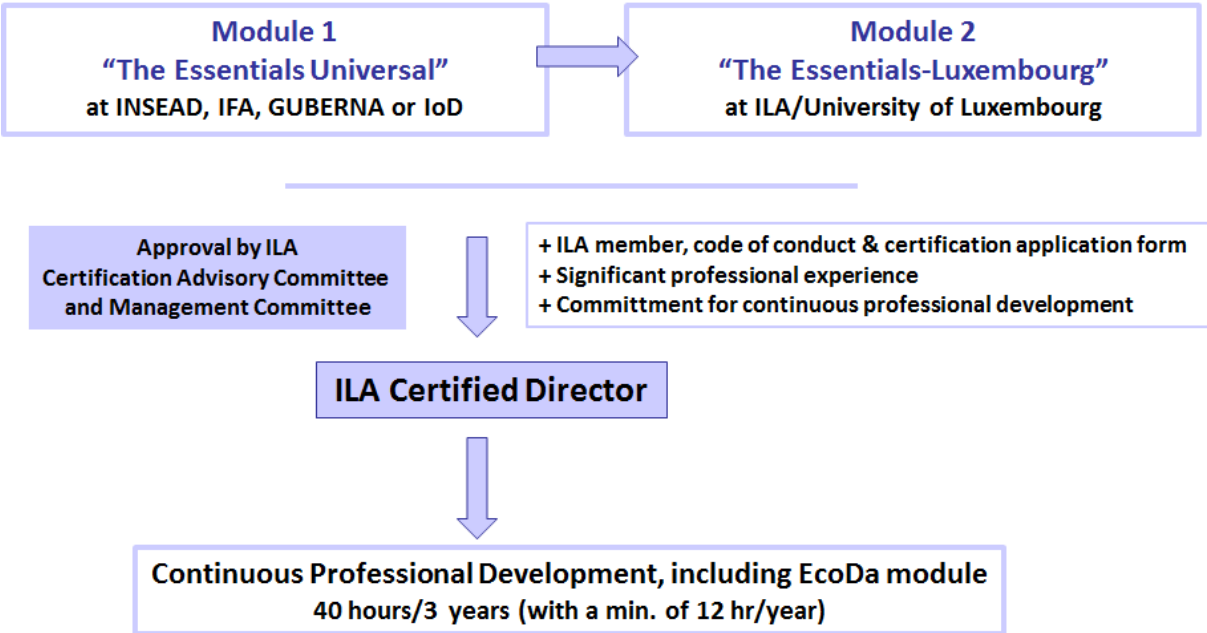 Module 1
“The Essentials Universal”
at INSEAD, IFA, GUBERNA or IoD
Module 2
“The Essentials-Luxembourg”
at ILA/University of Luxembourg
Approval by ILA
Certification Advisory Committee
and Management Committee
+ ILA member, code of conduct & certification application form
+ Significant professional experience
+ Committment for continuous professional development
ILA Certified Director
Continuous Professional Development, including EcoDa module
40 hours/3 years (with a min. of 12 hr/year)